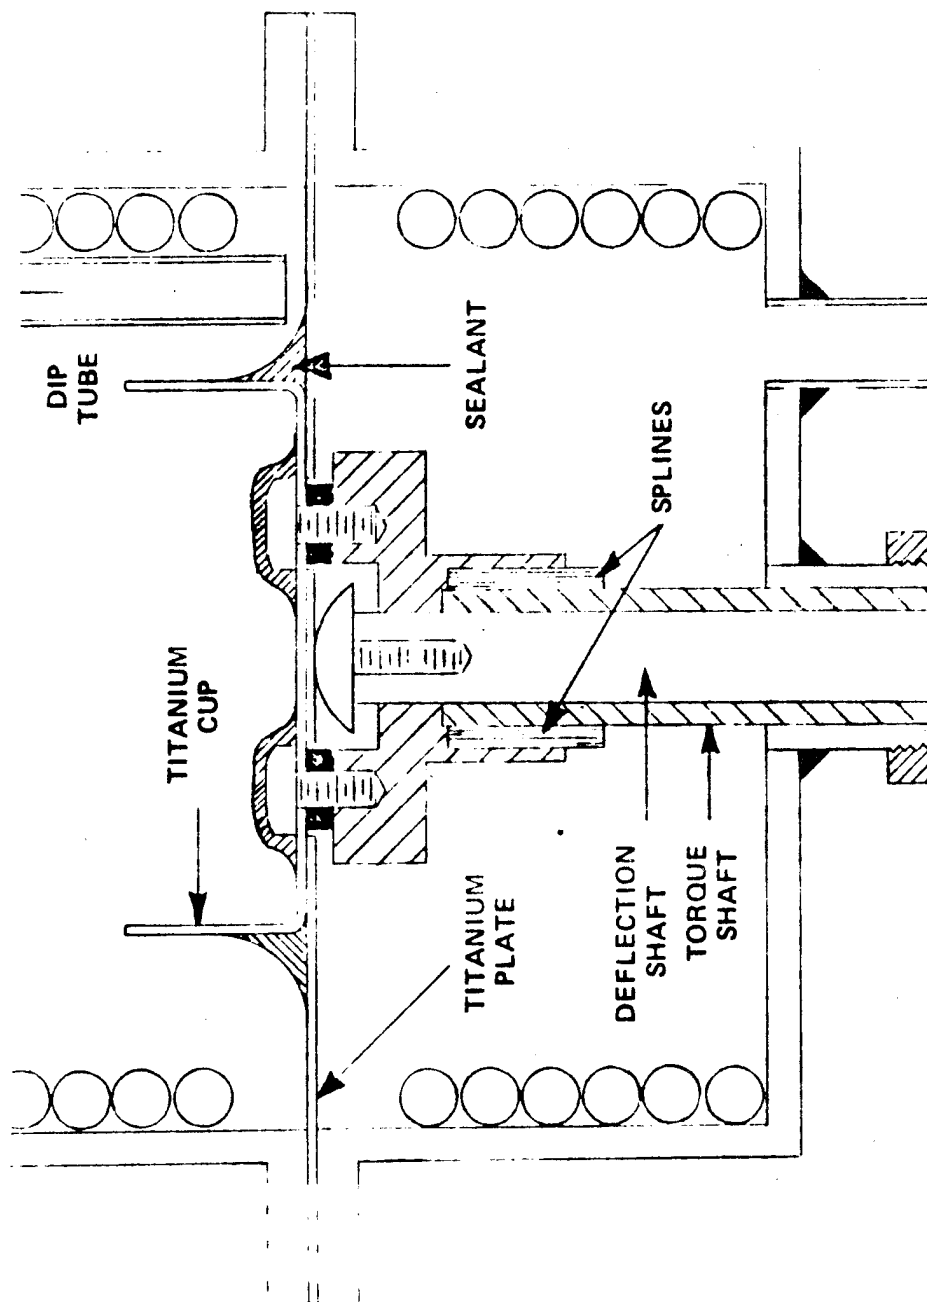 DIP
TUBE
SEALANT
SPLINES
TITANIUM
CUP
TITANIUM
PLATE
DEFLECTION
SHAFT
TORQUE
SHAFT